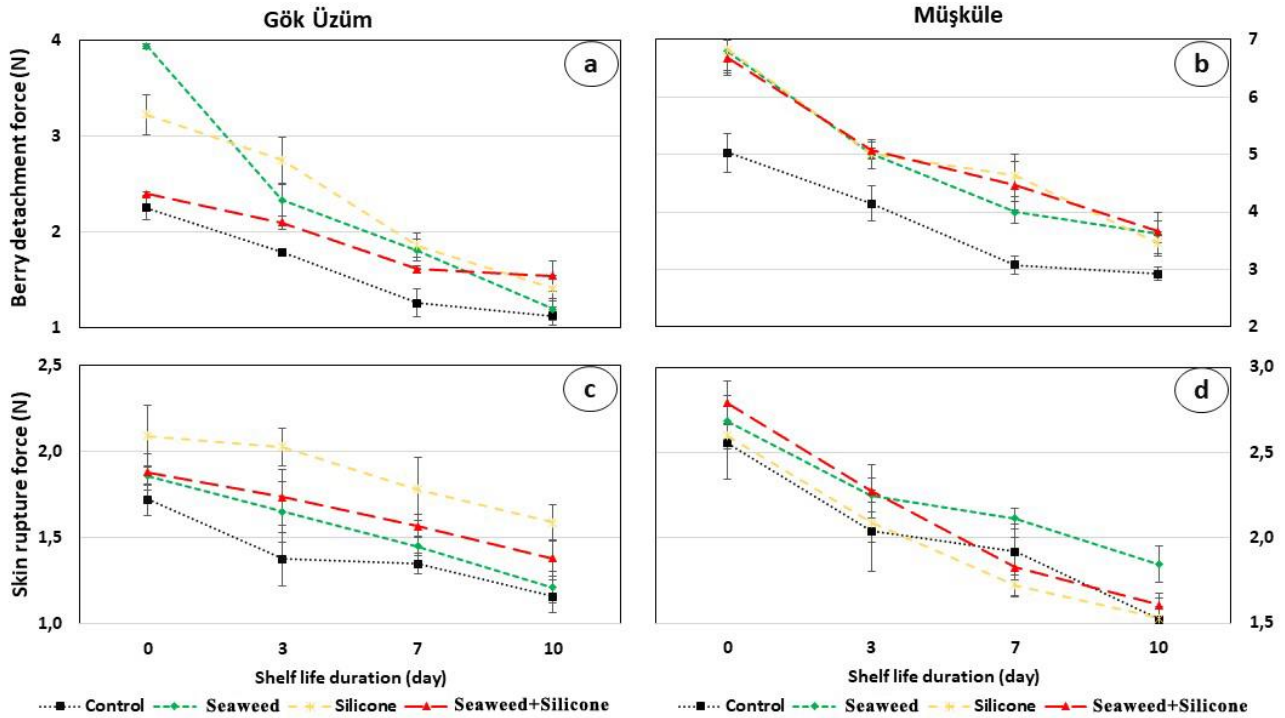 Gök Üzüm
Müşküle
Berry detachment force (N)
4
3
2
1
a
b
7
6
5
4
3
2
Skin rupture force (N)
2,5
2,0
1,5
1,0
c
d
3,0
2,5
2,0
1,5
0 3 7 10
0 3 7 10
Shelf life duration (day)
Shelf life duration (day)
Control Seaweed Silicone Seaweed+Silicone
Control Seaweed Silicone Seaweed+Silicone